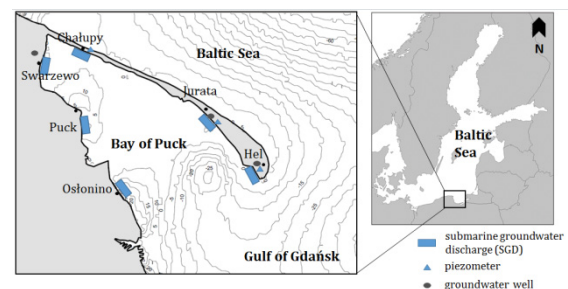 Chałupy
Baltic Sea
Swarzewo
Jurata
Puck
Bay of Puck
Hel
Osłonino
Gulf of Gdańsk
N
Baltic
Sea
submarine groundwater
discharge (SGD)
piezometer
groundwater well